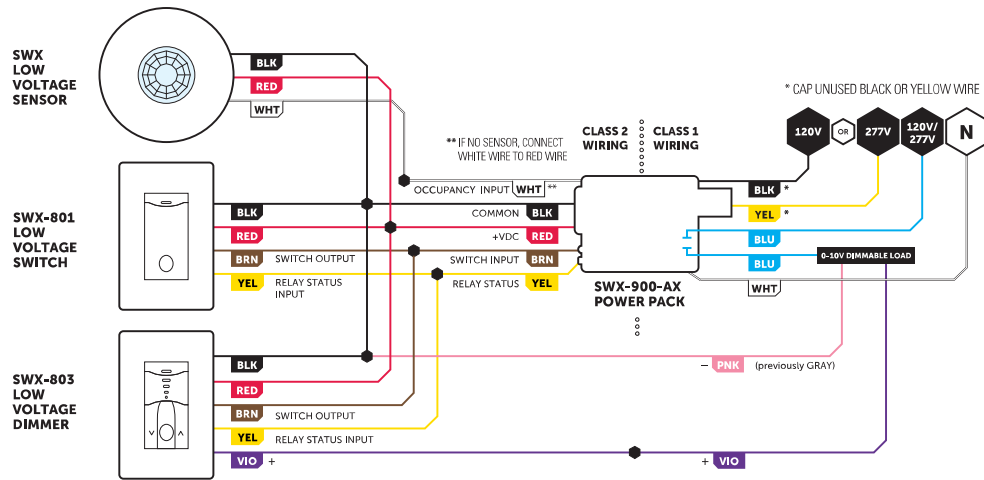 SWX
LOW
VOLTAGE
SENSOR
BLK
RED
WHT
* CAP UNUSED BLACK OR YELLOW WIRE
120V
OR
277V
120V/
277V
N
CLASS 2
WIRING
CLASS 1
WIRING
** IF NO SENSOR, CONNECT
WHITE WIRE TO RED WIRE
OCCUPANCY INPUT WHT **
BLK *
YEL *
BLU
BLU
0-10V DIMMABLE LOAD
WHT
SWX-801
LOW
VOLTAGE
SWITCH
BLK
RED
BRN SWITCH OUTPUT
YEL RELAY STATUS
INPUT
COMMON BLK
+VDC RED
SWITCH INPUT BRN
RELAY STATUS YEL
SWX-900-AX
POWER PACK
SWX-803
LOW
VOLTAGE
DIMMER
BLK
RED
BRN SWITCH OUTPUT
YEL RELAY STATUS INPUT
VIO +
– PNK (previously GRAY)
+ VIO